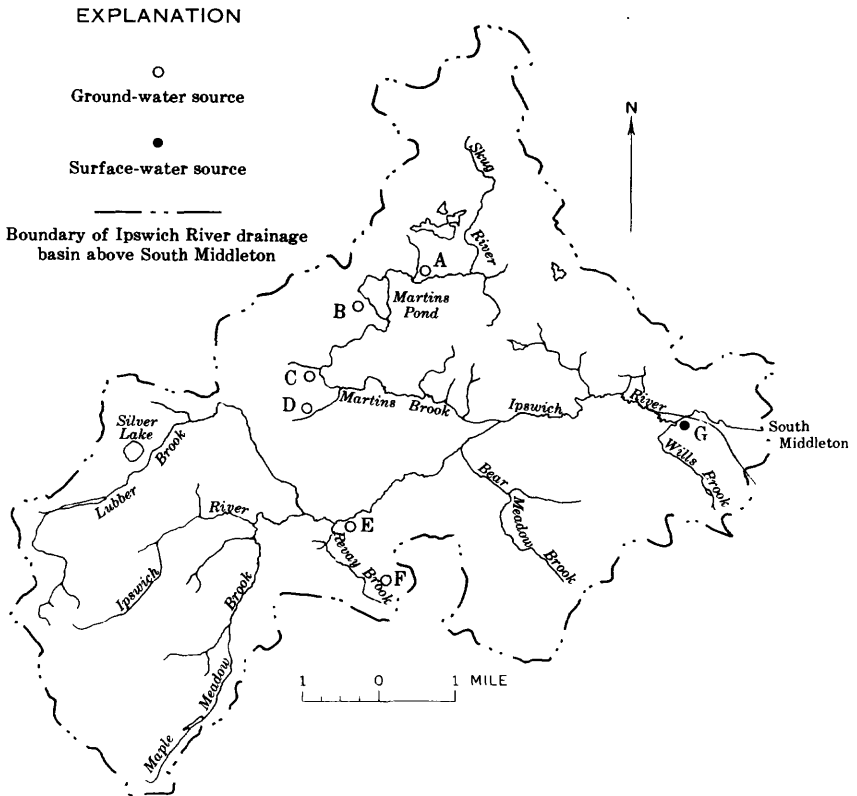 EXPLANATION
Ground-water source
Surface-water source
Boundary of Ipswich River drainage
basin above South Middleton
N
Skug
River
A
B
Martins
Pond
C
D
Martins Brook
Ipswich
River
G
South
Middleton
Wills Brook
Silver
Lake
Lubber Brook
Ipswich River
E
Revay Brook
F
Bear
Meadow
Brook
Maple Meadow Brook
1 0 1 MILE